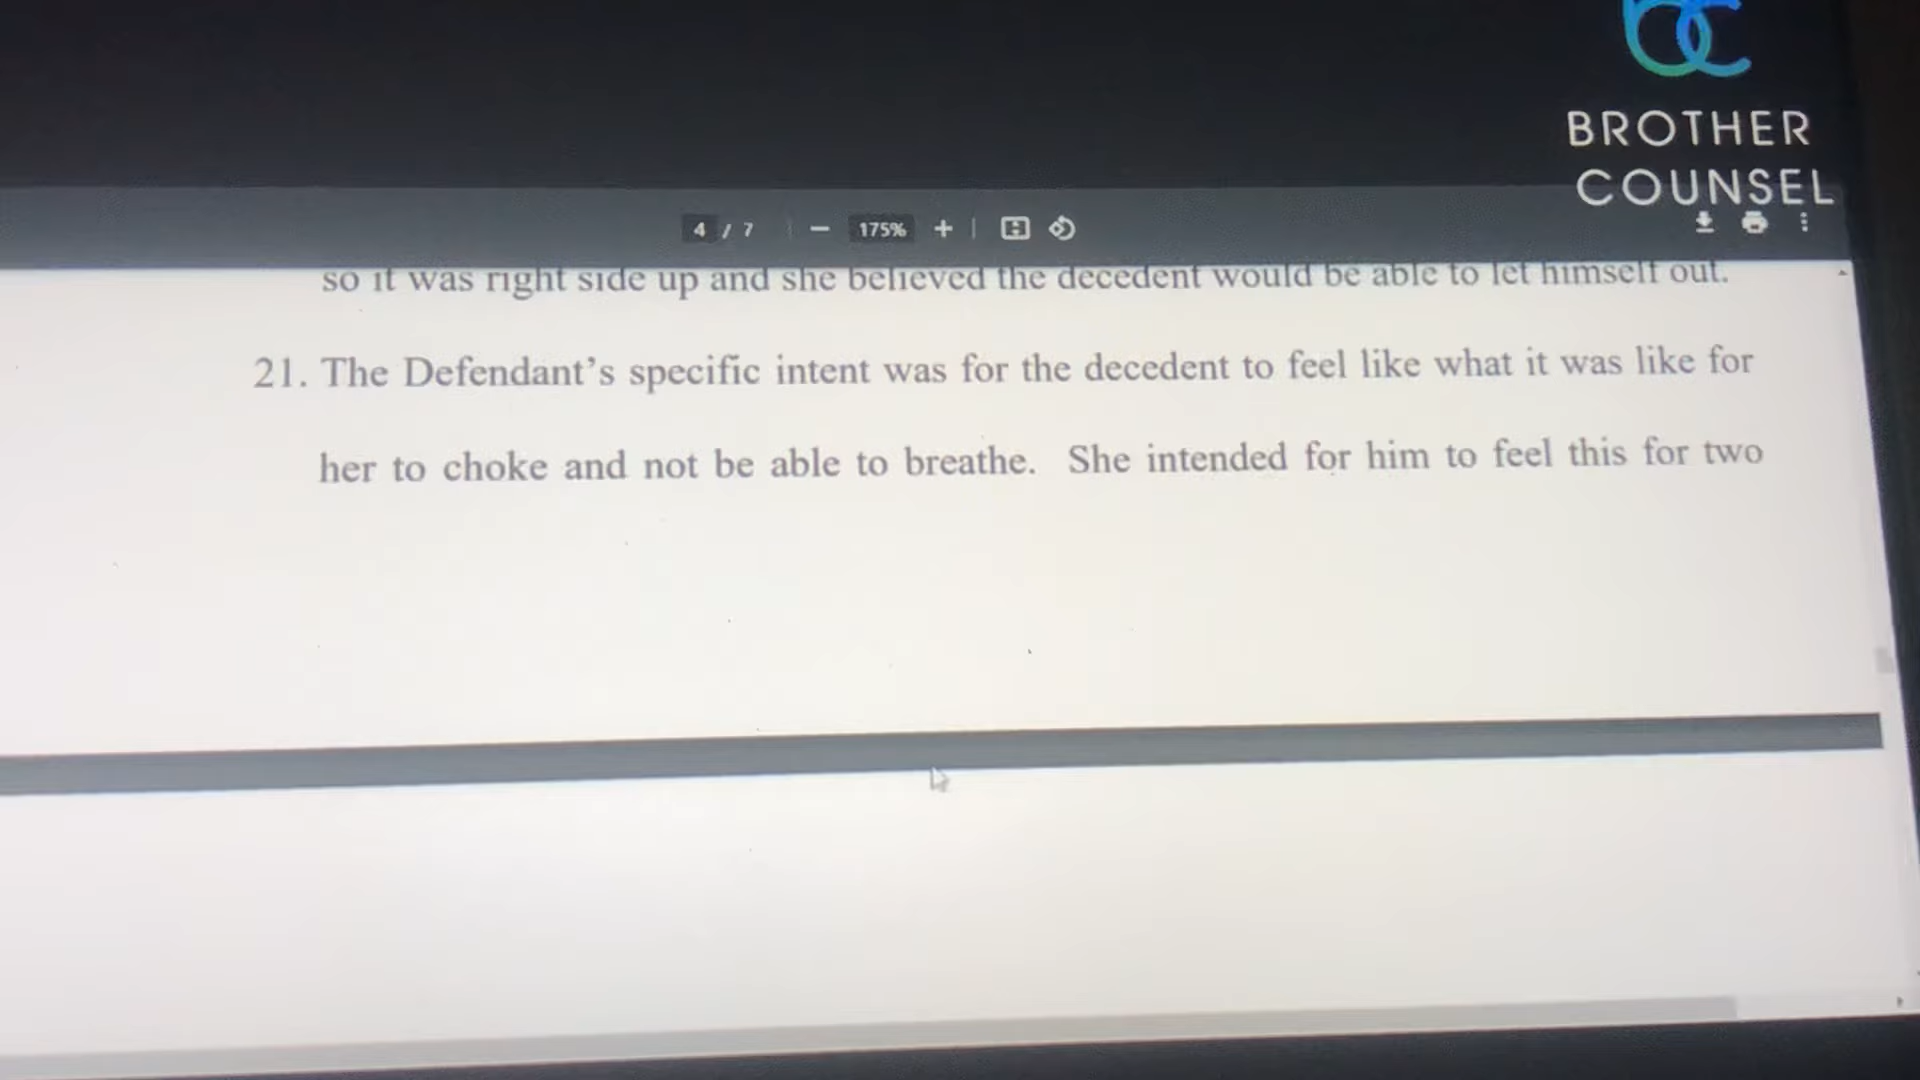 BROTHER
COUNSEL
4 / 7 175%
so it was right side up and she believed the decedent would be able to let himself out.
21. The Defendant's specific intent was for the decedent to feel like what it was like for
her to choke and not be able to breathe. She intended for him to feel this for two